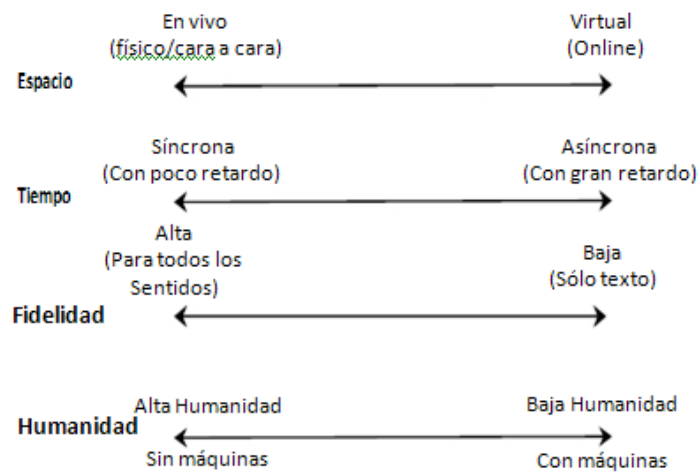 En vivo
(físico/cara a cara)
Virtual
(Online)
Espacio
Síncrona
(Con poco retardo)
Asíncrona
(Con gran retardo)
Tiempo
Alta
(Para todos los
Sentidos)
Baja
(Sólo texto)
Fidelidad
Alta Humanidad
Baja Humanidad
Humanidad
Sin máquinas
Con máquinas